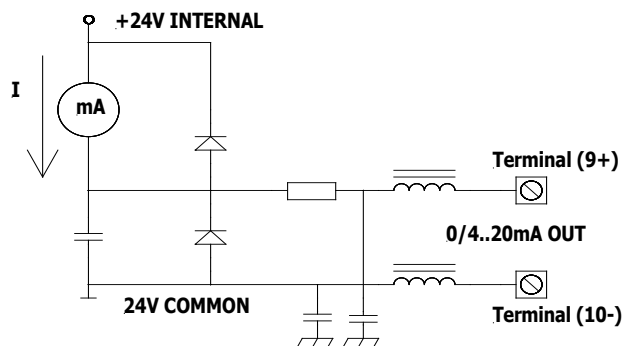 +24V INTERNAL
I
mA
Terminal (9+)
0/4..20mA OUT
24V COMMON
Terminal (10-)